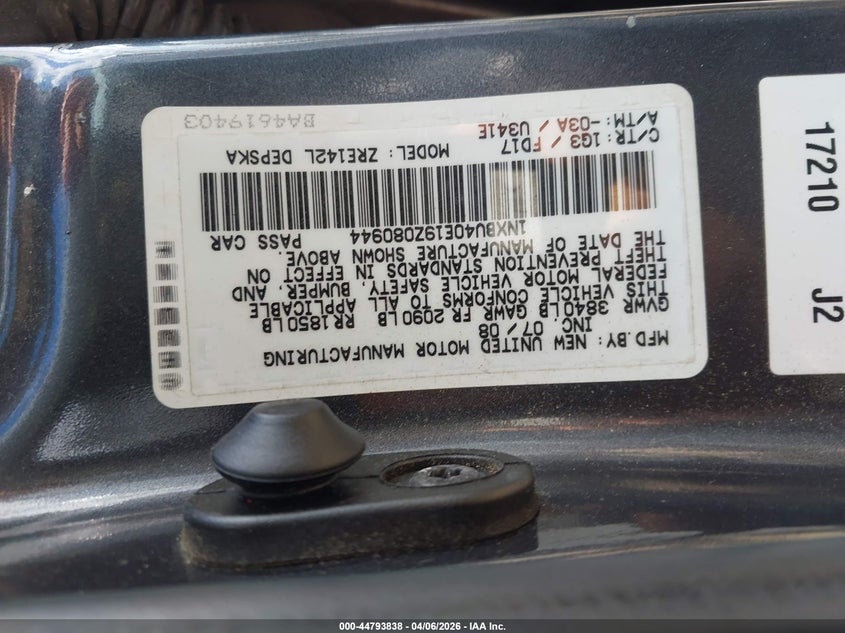 MFD.BY: NEW UNITED MOTOR MANUFACTURING
INC. 07/08
GVWR 3840LB GAWR FR 2090LB RR 1850LB
THIS VEHICLE CONFORMS TO ALL APPLICABLE
FEDERAL MOTOR VEHICLE SAFETY, BUMPER, AND
THEFT PREVENTION STANDARDS IN EFFECT ON
THE DATE OF MANUFACTURE SHOWN ABOVE.
1NXBU40E19Z080944 PASS CAR
C/TR: 1G3 / FD17 MODEL: ZRE142L DEPSKA
A/TM: -03A / U341E
BA4619403
17210 J2
000-44793838 - 04/06/2026 - IAA Inc.